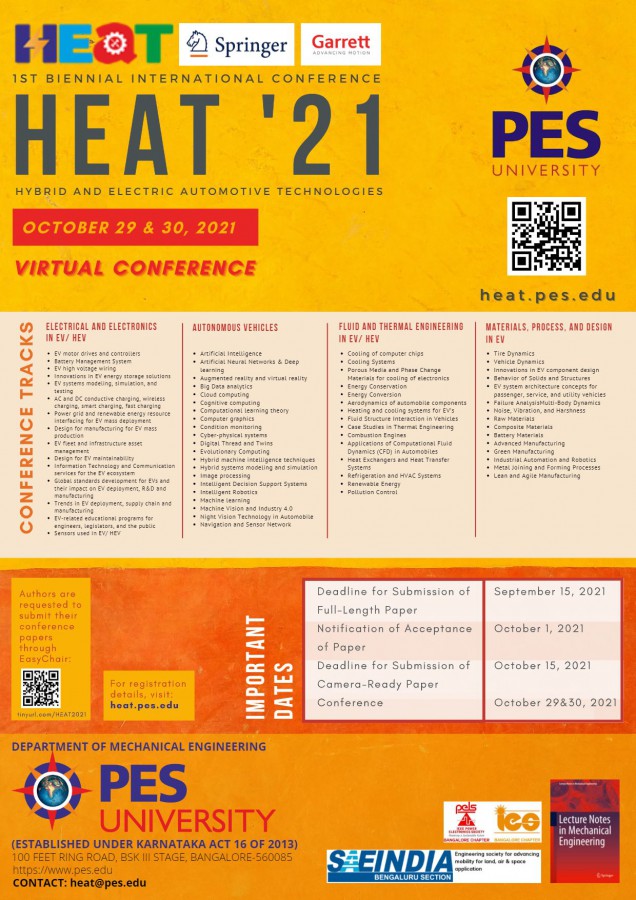 HEAT
Springer
Garrett
ADVANCING MOTION
1ST BIENNIAL INTERNATIONAL CONFERENCE
HEAT '21
HYBRID AND ELECTRIC AUTOMOTIVE TECHNOLOGIES
OCTOBER 29 & 30, 2021
VIRTUAL CONFERENCE
PES
UNIVERSITY
heat.pes.edu
CONFERENCE TRACKS
ELECTRICAL AND ELECTRONICS
IN EV/ HEV
• EV motor drives and controllers
• Battery Management System
• EV high voltage wiring
• Innovations in EV energy storage solutions
• EV systems modeling, simulation, and
testing
• AC and DC conductive charging, wireless
charging, smart charging, fast charging
• Power grid and renewable energy resource
interfacing for EV mass deployment
• Design for manufacturing for EV mass
production
• EV fleet and infrastructure asset
management
• Design for EV maintainability
• Information Technology and Communication
services for the EV ecosystem
• Global standards development for EVs and
their impact on EV deployment, R&D and
manufacturing
• Trends in EV deployment, supply chain and
manufacturing
• EV-related educational programs for
engineers, legislators, and the public
• Sensors used in EV/ HEV
AUTONOMOUS VEHICLES
• Artificial Intelligence
• Artificial Neural Networks & Deep
learning
• Augmented reality and virtual reality
• Big Data analytics
• Cloud computing
• Cognitive computing
• Computational learning theory
• Computer graphics
• Condition monitoring
• Cyber-physical systems
• Digital Thread and Twins
• Evolutionary Ecosystem
• Hybrid machine intelligence techniques
• Hybrid systems modeling and simulation
• Image processing
• Intelligent Decision Support Systems
• Intelligent Robotics
• Machine learning
• Machine Vision and Industry 4.0
• Night Vision Technology in Automobile
• Navigation and Sensor Network
FLUID AND THERMAL ENGINEERING
IN EV/ HEV
• Cooling of computer chips
• Cooling Systems
• Porous Media and Phase Change
Materials for cooling of electronics
• Energy Conservation
• Energy Conversion
• Aerodynamics of automobile components
• Heating and cooling systems for EV's
• Fluid Structure Interaction in Vehicles
• Case Studies in Thermal Engineering
• Combustion Engines
• Applications of Computational Fluid
Dynamics (CFD) in Automobiles
• Heat Exchangers and Heat Transfer
Systems
• Refrigeration and HVAC Systems
• Renewable Energy
• Pollution Control
MATERIALS, PROCESS, AND DESIGN
IN EV
• Tire Dynamics
• Vehicle Dynamics
• Innovations in EV component design
• Behavior of Solids and Structures
• EV system architecture concepts for
passenger, service, and utility vehicles
• Failure AnalysisMulti-Body Dynamics
• Noise, Vibration, and Harshness
• Raw Materials
• Composite Materials
• Battery Materials
• Advanced Manufacturing
• Green Manufacturing
• Industrial Automation and Robotics
• Metal Joining and Forming Processes
• Lean and Agile Manufacturing
Authors are
requested to
submit their
conference
papers
through
EasyChair:
tinyurl.com/HEAT2021
For registration
details, visit:
heat.pes.edu
IMPORTANT
DATES
Deadline for Submission of
Full-Length Paper
September 15, 2021
Notification of Acceptance
of Paper
October 1, 2021
Deadline for Submission of
Camera-Ready Paper
October 15, 2021
Conference
October 29&30, 2021
DEPARTMENT OF MECHANICAL ENGINEERING
PES
UNIVERSITY
(ESTABLISHED UNDER KARNATAKA ACT 16 OF 2013)
100 FEET RING ROAD, BSK III STAGE, BANGALORE-560085
https://www.pes.edu
CONTACT: heat@pes.edu
pels
IEEE POWER
ELECTRONICS SOCIETY
BANGALORE CHAPTER
ies
BANGALORE CHAPTER
SAEINDIA
BENGALURU SECTION
Engineering society for advancing
mobility for land, air & space
application
Lecture Notes
in Mechanical
Engineering
Springer